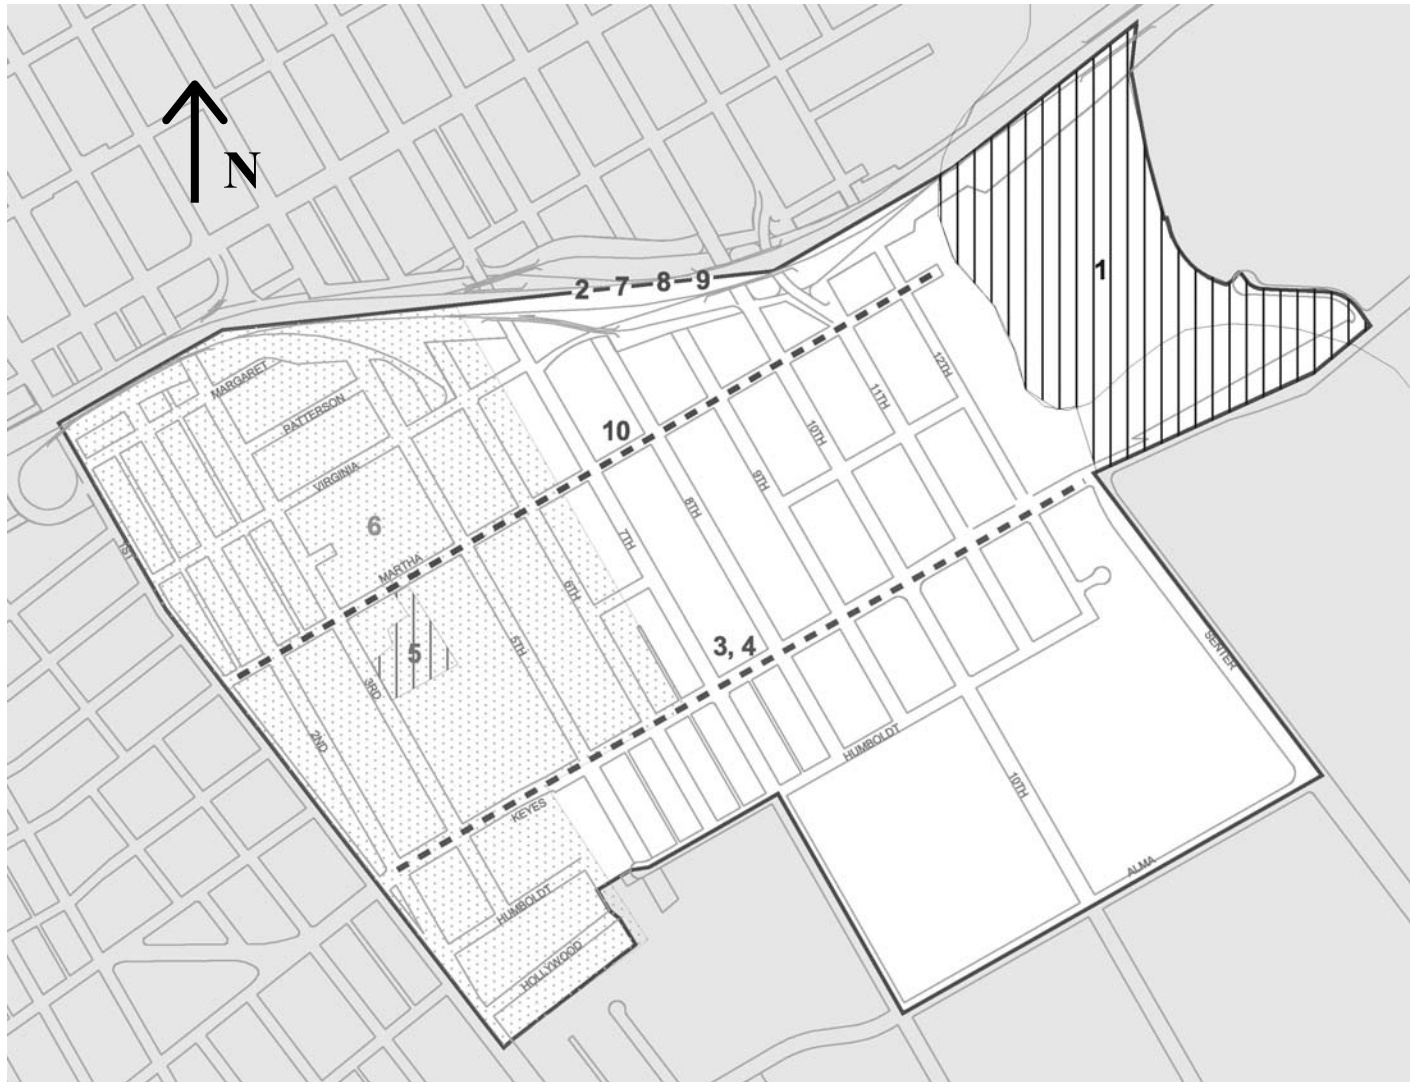 N
1
2 – 7 – 8 – 9
MARGARET
12TH
PATTERSON
11TH
10
10TH
VIRGINIA
9TH
8TH
6
7TH
1ST
MARTHA
6TH
5TH
3, 4
5
SENTER
3RD
2ND
HUMBOLDT
10TH
KEYES
ALMA
HUMBOLDT
HOLLYWOOD